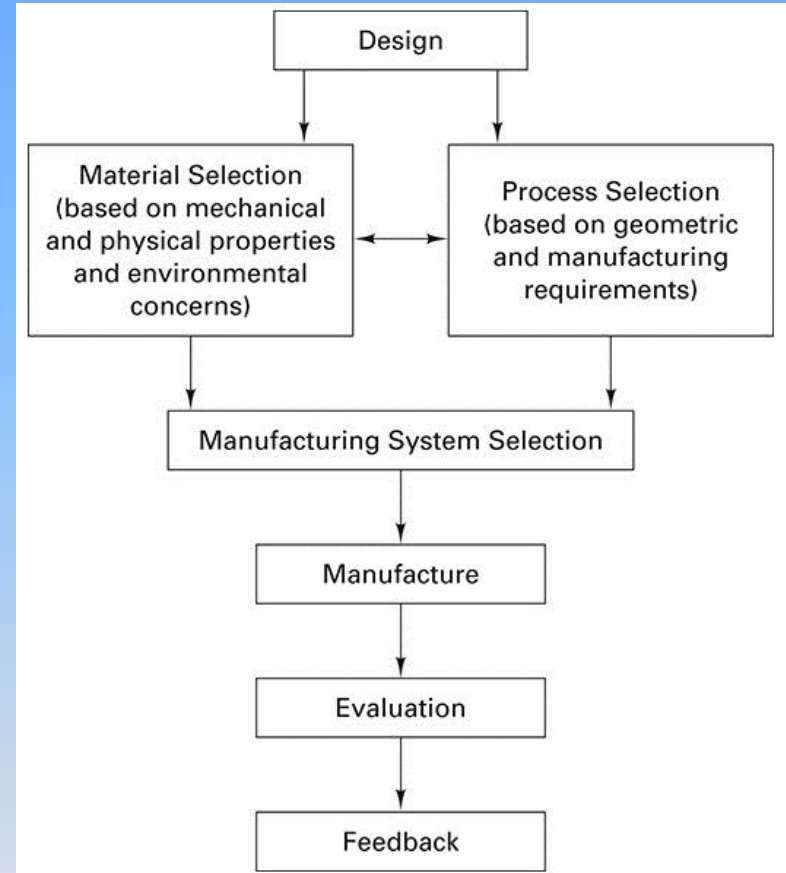 Design
Material Selection
(based on mechanical
and physical properties
and environmental
concerns)
Process Selection
(based on geometric
and manufacturing
requirements)
Manufacturing System Selection
Manufacture
Evaluation
Feedback